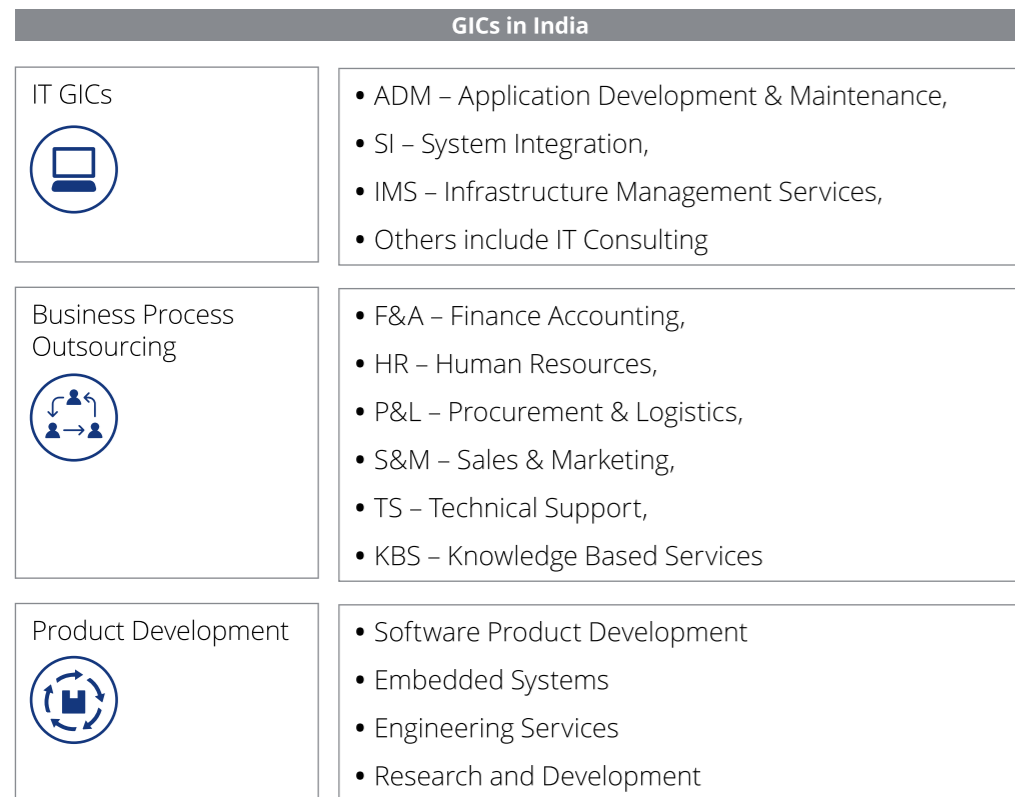 GICs in India
IT GICs
• ADM – Application Development & Maintenance,
• SI – System Integration,
• IMS – Infrastructure Management Services,
• Others include IT Consulting
Business Process
Outsourcing
• F&A – Finance Accounting,
• HR – Human Resources,
• P&L – Procurement & Logistics,
• S&M – Sales & Marketing,
• TS – Technical Support,
• KBS – Knowledge Based Services
Product Development
• Software Product Development
• Embedded Systems
• Engineering Services
• Research and Development